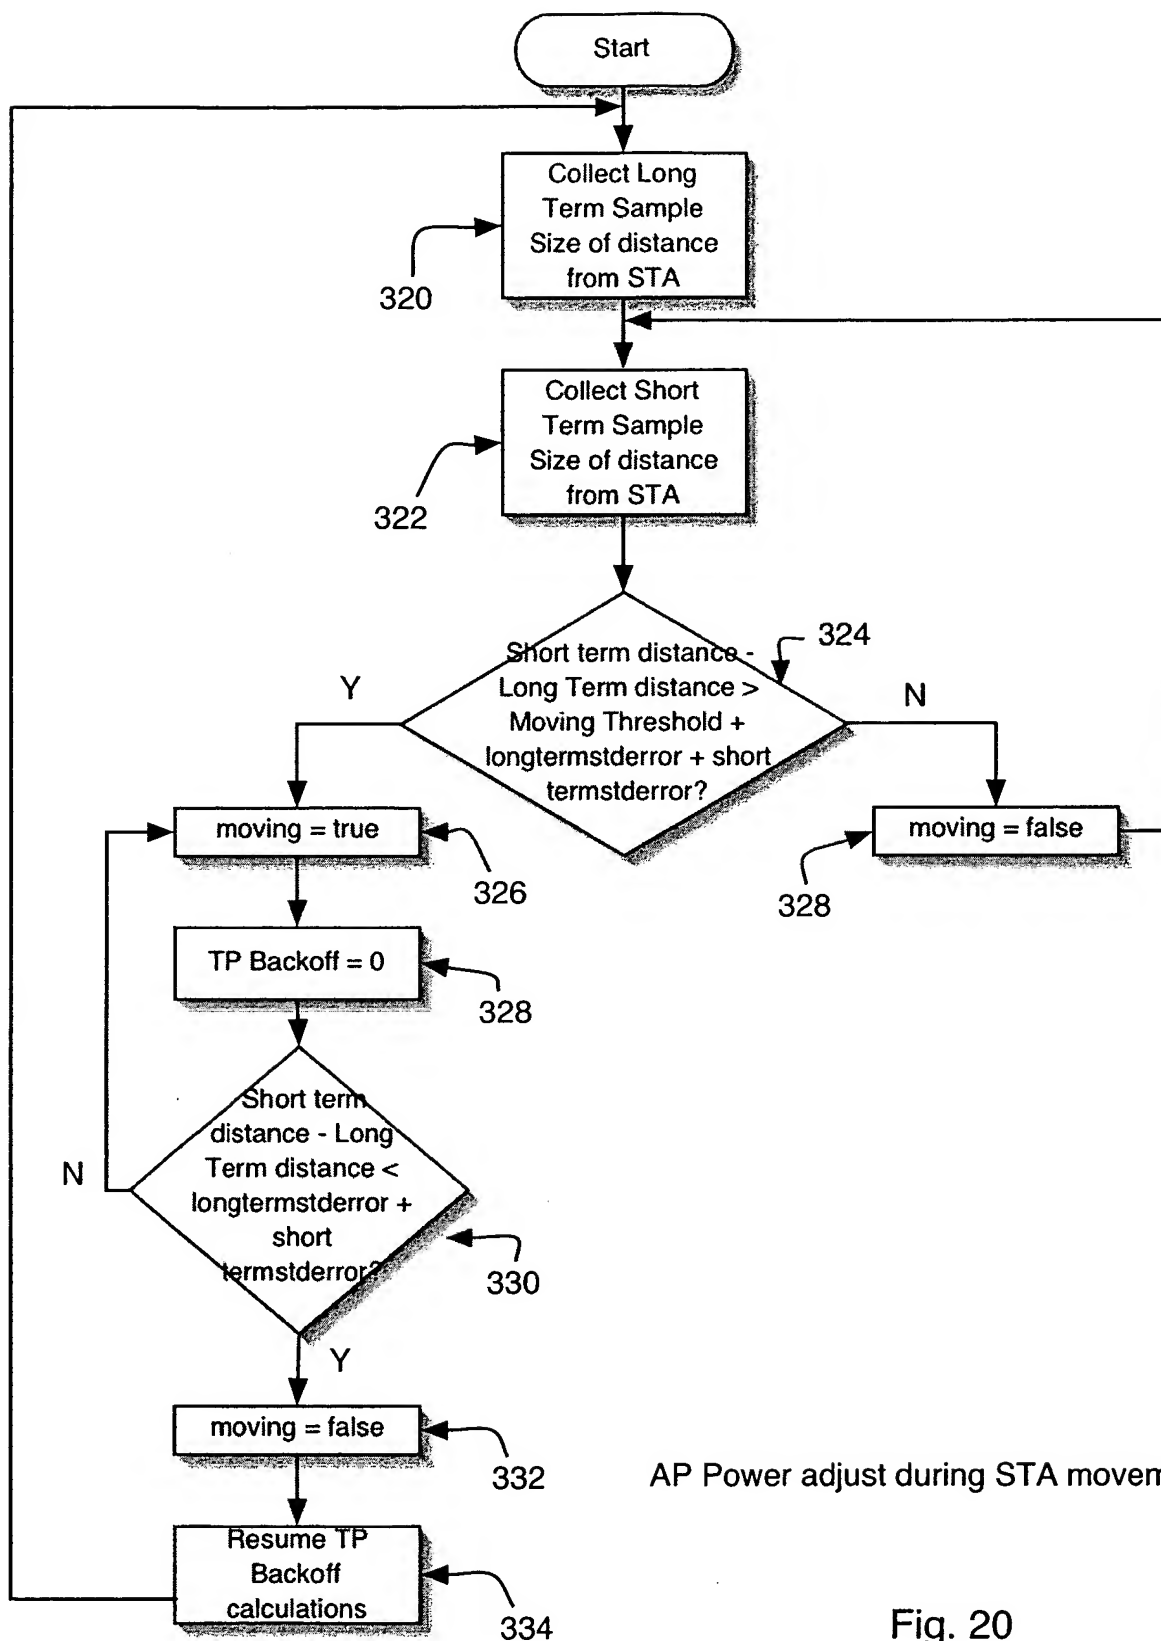 Start
Collect Long
Term Sample
Size of distance
from STA
320
Collect Short
Term Sample
Size of distance
from STA
322
Short term distance -
Long Term distance >
Moving Threshold +
longtermstderror + short
termstderror?
324
Y
N
moving = true
326
moving = false
328
TP Backoff = 0
328
Short term
distance - Long
Term distance <
longtermstderror +
short
termstderror?
330
N
Y
moving = false
332
AP Power adjust during STA movem
Resume TP
Backoff
calculations
334
Fig. 20